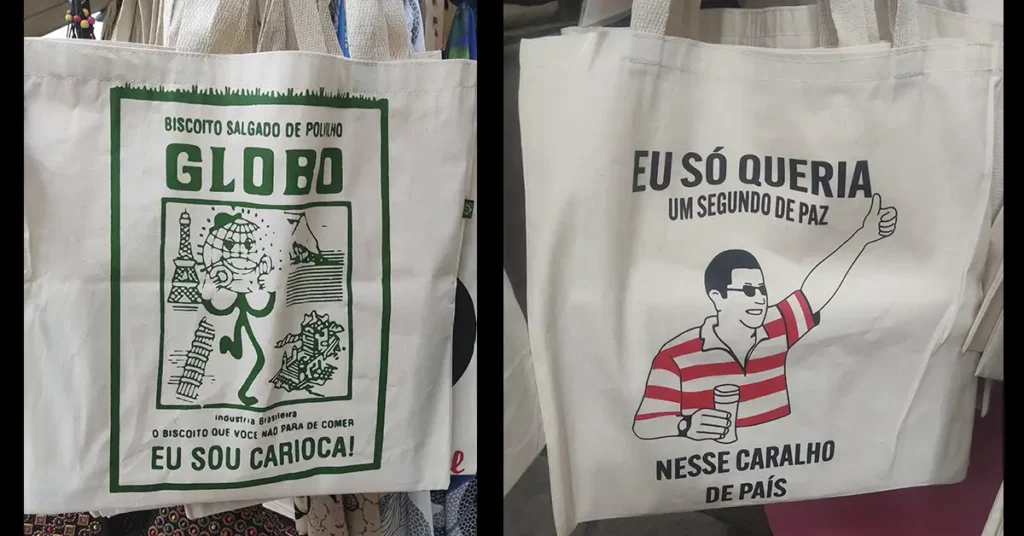 BISCOITO SALGADO DE POLVILHO
GLOBO
Industria Brasileira
O BISCOITO QUE VOCÊ NÃO PARA DE COMER
EU SOU CARIOCA!
EU SÓ QUERIA
UM SEGUNDO DE PAZ
NESSE CARALHO
DE PAÍS